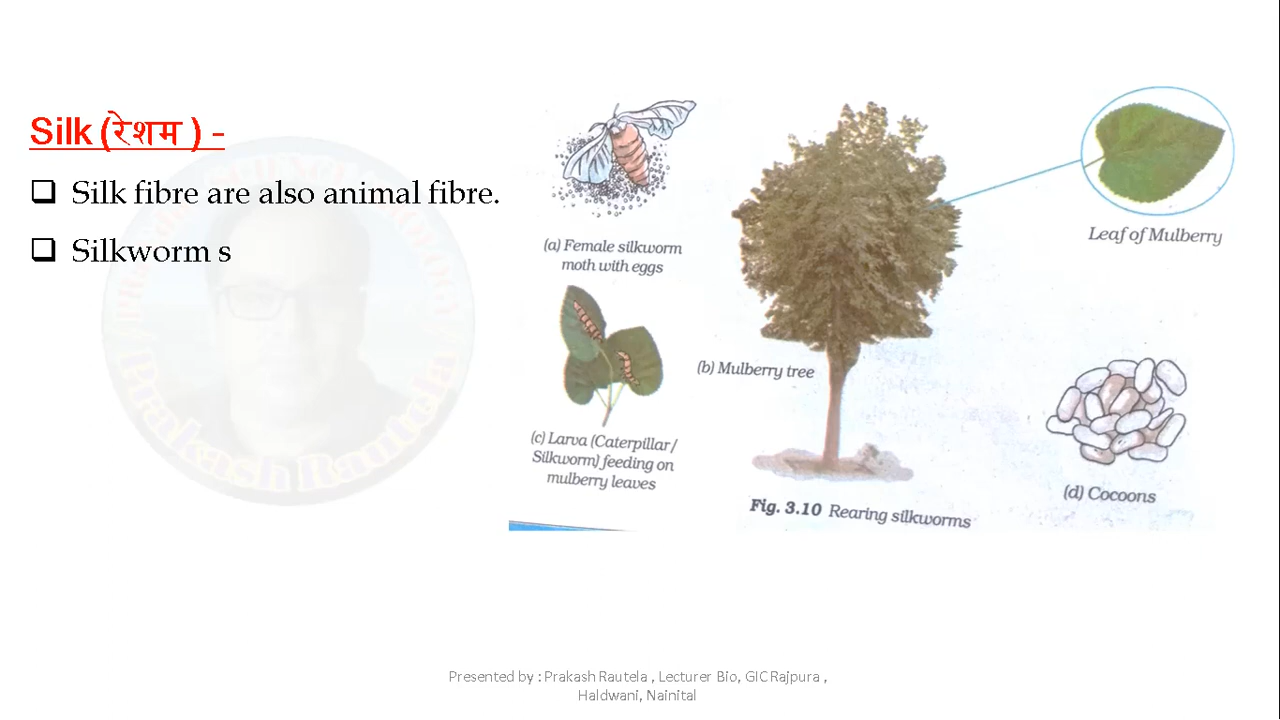 Silk (रेशम ) -
❑ Silk fibre are also animal fibre.
❑ Silkworm s
(a) Female silkworm
moth with eggs
Leaf of Mulberry
(b) Mulberry tree
(c) Larva (Caterpillar/
Silkworm) feeding on
mulberry leaves
(d) Cocoons
Fig. 3.10 Rearing silkworms
Prakash Rautela
Presented by : Prakash Rautela , Lecturer Bio, GIC Rajpura ,
Haldwani, Nainital